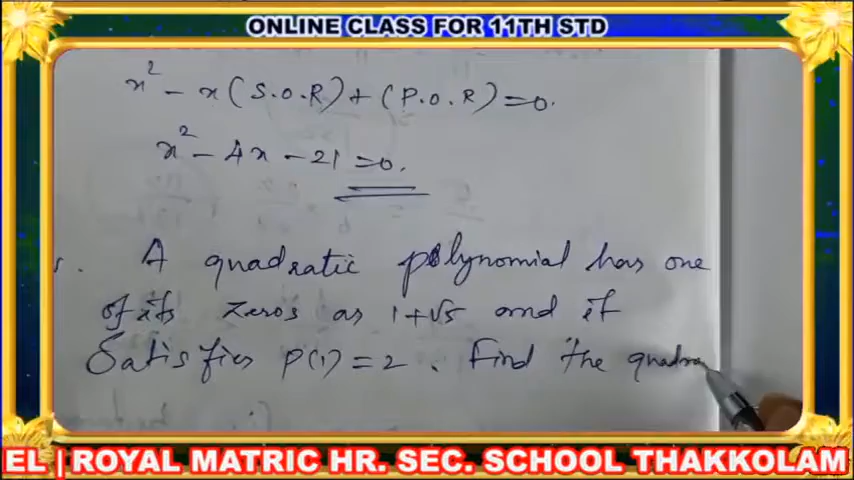 ONLINE CLASS FOR 11TH STD
x² - x (S.O.R) + (P.O.R) = 0.
x² - 4x - 21 = 0.
A quadratic polynomial has one
of its zeros as 1+√5 and it
Satisfies P(1) = 2. Find the quadra
EL | ROYAL MATRIC HR. SEC. SCHOOL THAKKOLAM